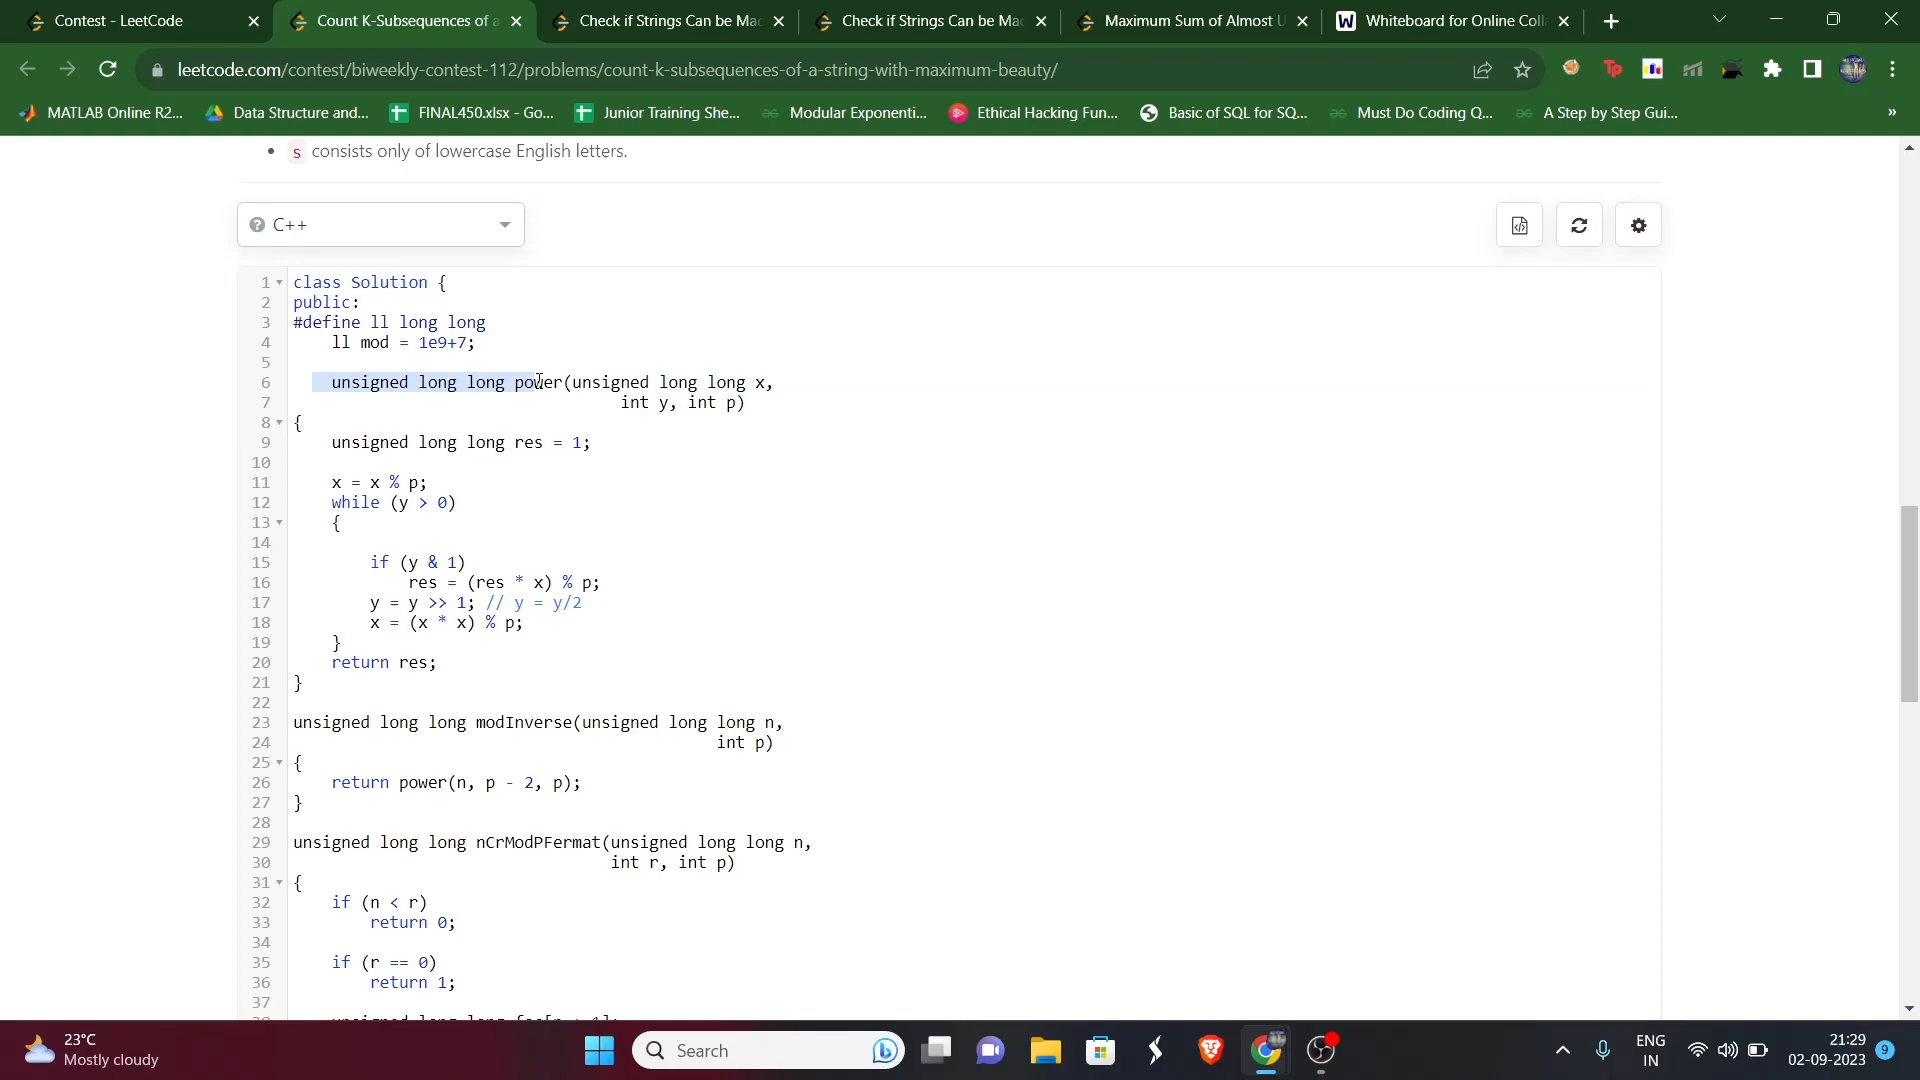 Contest - LeetCode
Count K-Subsequences of a
Check if Strings Can be Mac
Check if Strings Can be Mac
Maximum Sum of Almost U
Whiteboard for Online Coll
leetcode.com/contest/biweekly-contest-112/problems/count-k-subsequences-of-a-string-with-maximum-beauty/
MATLAB Online R2...
Data Structure and...
FINAL450.xlsx - Go...
Junior Training She...
Modular Exponenti...
Ethical Hacking Fun...
Basic of SQL for SQ...
Must Do Coding Q...
A Step by Step Gui...
»
s consists only of lowercase English letters.
C++
1 class Solution {
2 public:
3 #define ll long long
4 ll mod = 1e9+7;
5
6 unsigned long long power(unsigned long long x,
7 int y, int p)
8 {
9 unsigned long long res = 1;
10
11 x = x % p;
12 while (y > 0)
13 {
14
15 if (y & 1)
16 res = (res * x) % p;
17 y = y >> 1; // y = y/2
18 x = (x * x) % p;
19 }
20 return res;
21 }
22
23 unsigned long long modInverse(unsigned long long n,
24 int p)
25 {
26 return power(n, p - 2, p);
27 }
28
29 unsigned long long nCrModPFermat(unsigned long long n,
30 int r, int p)
31 {
32 if (n < r)
33 return 0;
34
35 if (r == 0)
36 return 1;
37
23°C
Mostly cloudy
Search
ENG
IN
21:29
02-09-2023
9